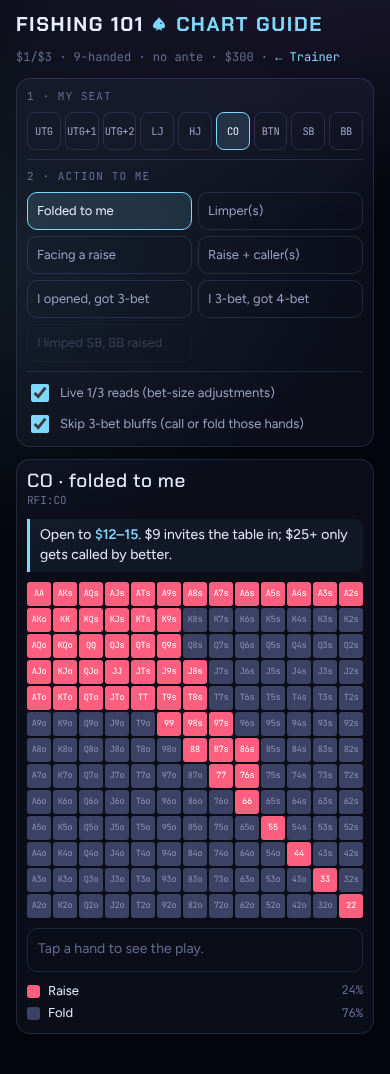 FISHING 101 ♠ CHART GUIDE
$1/$3 · 9-handed · no ante · $300 · ← Trainer
1 · MY SEAT
UTG UTG+1 UTG+2 LJ HJ CO BTN SB BB
2 · ACTION TO ME
Folded to me Limper(s)
Facing a raise Raise + caller(s)
I opened, got 3-bet I 3-bet, got 4-bet
I limped SB, BB raised
Live 1/3 reads (bet-size adjustments)
Skip 3-bet bluffs (call or fold those hands)
CO · folded to me
RFI:CO
Open to $12–15. $9 invites the table in; $25+ only
gets called by better.
AA AKs AQs AJs ATs A9s A8s A7s A6s A5s A4s A3s A2s
AKo KK KQs KJs KTs K9s K8s K7s K6s K5s K4s K3s K2s
AQo KQo QQ QJs QTs Q9s Q8s Q7s Q6s Q5s Q4s Q3s Q2s
AJo KJo QJo JJ JTs J9s J8s J7s J6s J5s J4s J3s J2s
ATo KTo QTo JTo TT T9s T8s T7s T6s T5s T4s T3s T2s
A9o K9o Q9o J9o T9o 99 98s 97s 96s 95s 94s 93s 92s
A8o K8o Q8o J8o T8o 98o 88 87s 86s 85s 84s 83s 82s
A7o K7o Q7o J7o T7o 97o 87o 77 76s 75s 74s 73s 72s
A6o K6o Q6o J6o T6o 96o 86o 76o 66 65s 64s 63s 62s
A5o K5o Q5o J5o T5o 95o 85o 75o 65o 55 54s 53s 52s
A4o K4o Q4o J4o T4o 94o 84o 74o 64o 54o 44 43s 42s
A3o K3o Q3o J3o T3o 93o 83o 73o 63o 53o 43o 33 32s
A2o K2o Q2o J2o T2o 92o 82o 72o 62o 52o 42o 32o 22
Tap a hand to see the play.
Raise 24%
Fold 76%